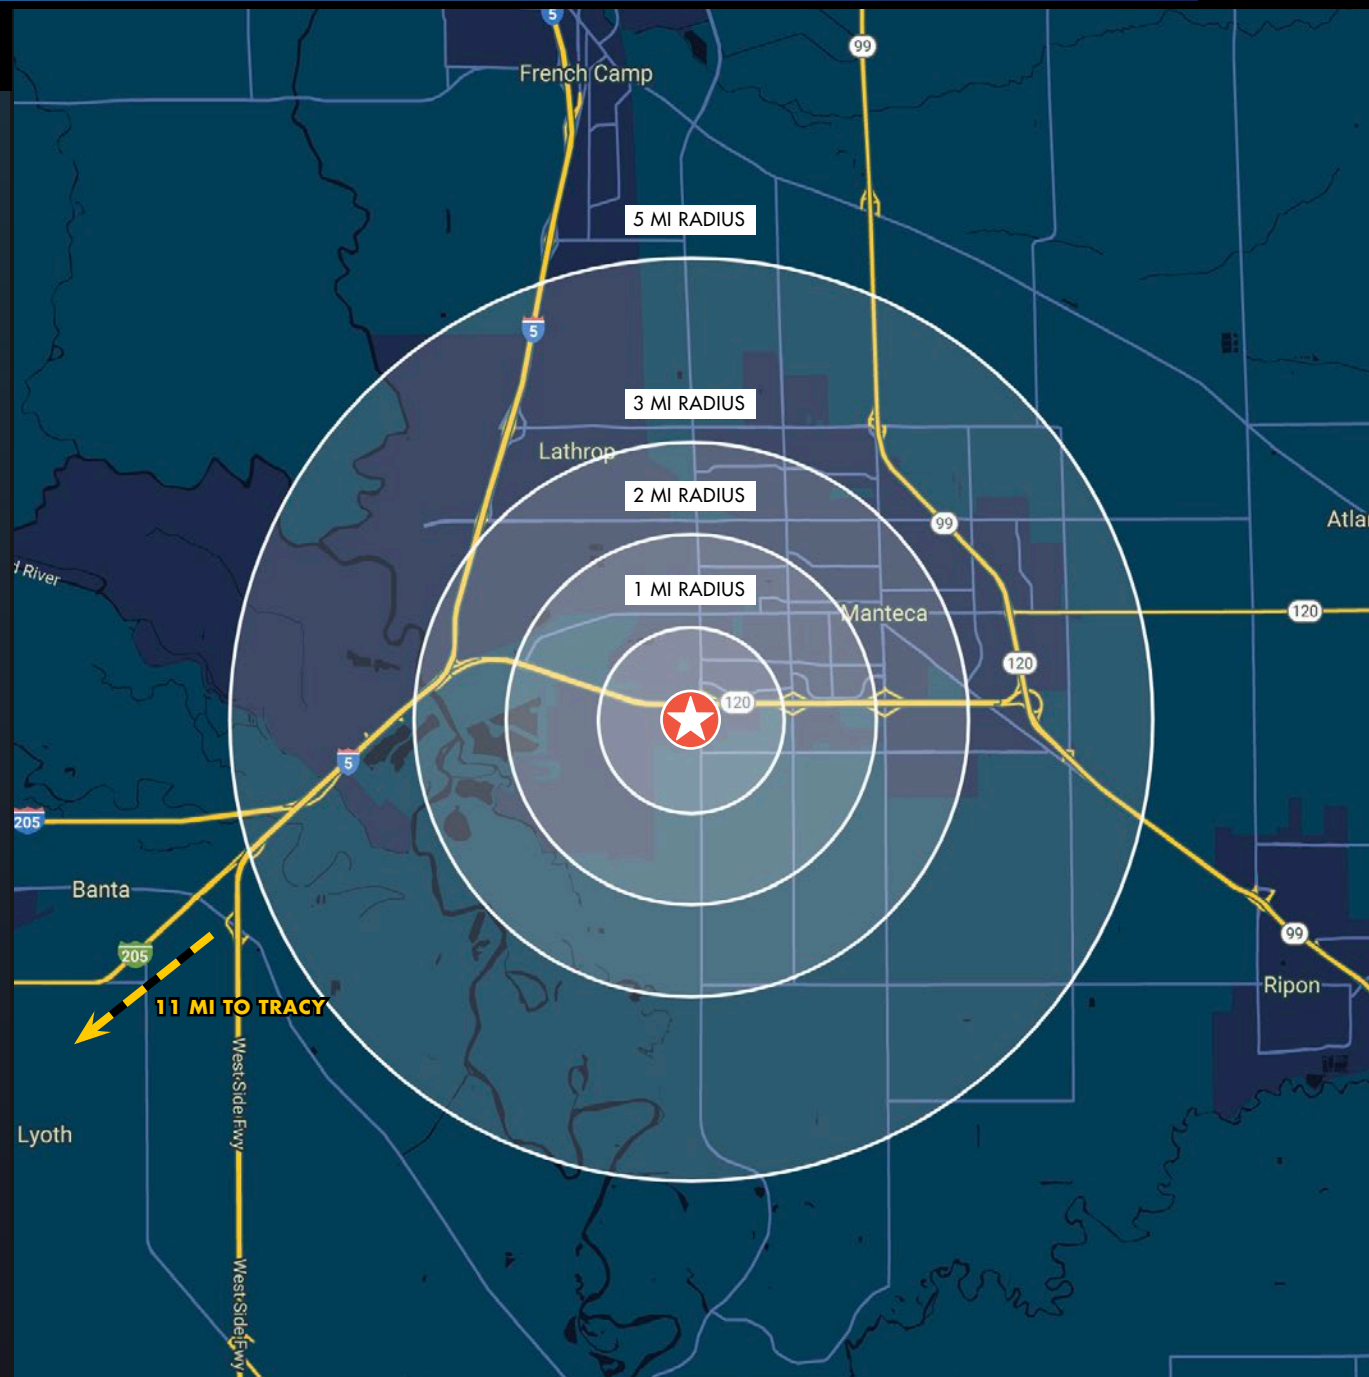 5
99
French Camp
5 MI RADIUS
5
3 MI RADIUS
Lathrop
2 MI RADIUS
99
Atla
d River
1 MI RADIUS
Manteca
120
120
120
5
205
Banta
205
99
Ripon
11 MI TO TRACY
West Side Fwy
Lyoth
West Side Fwy